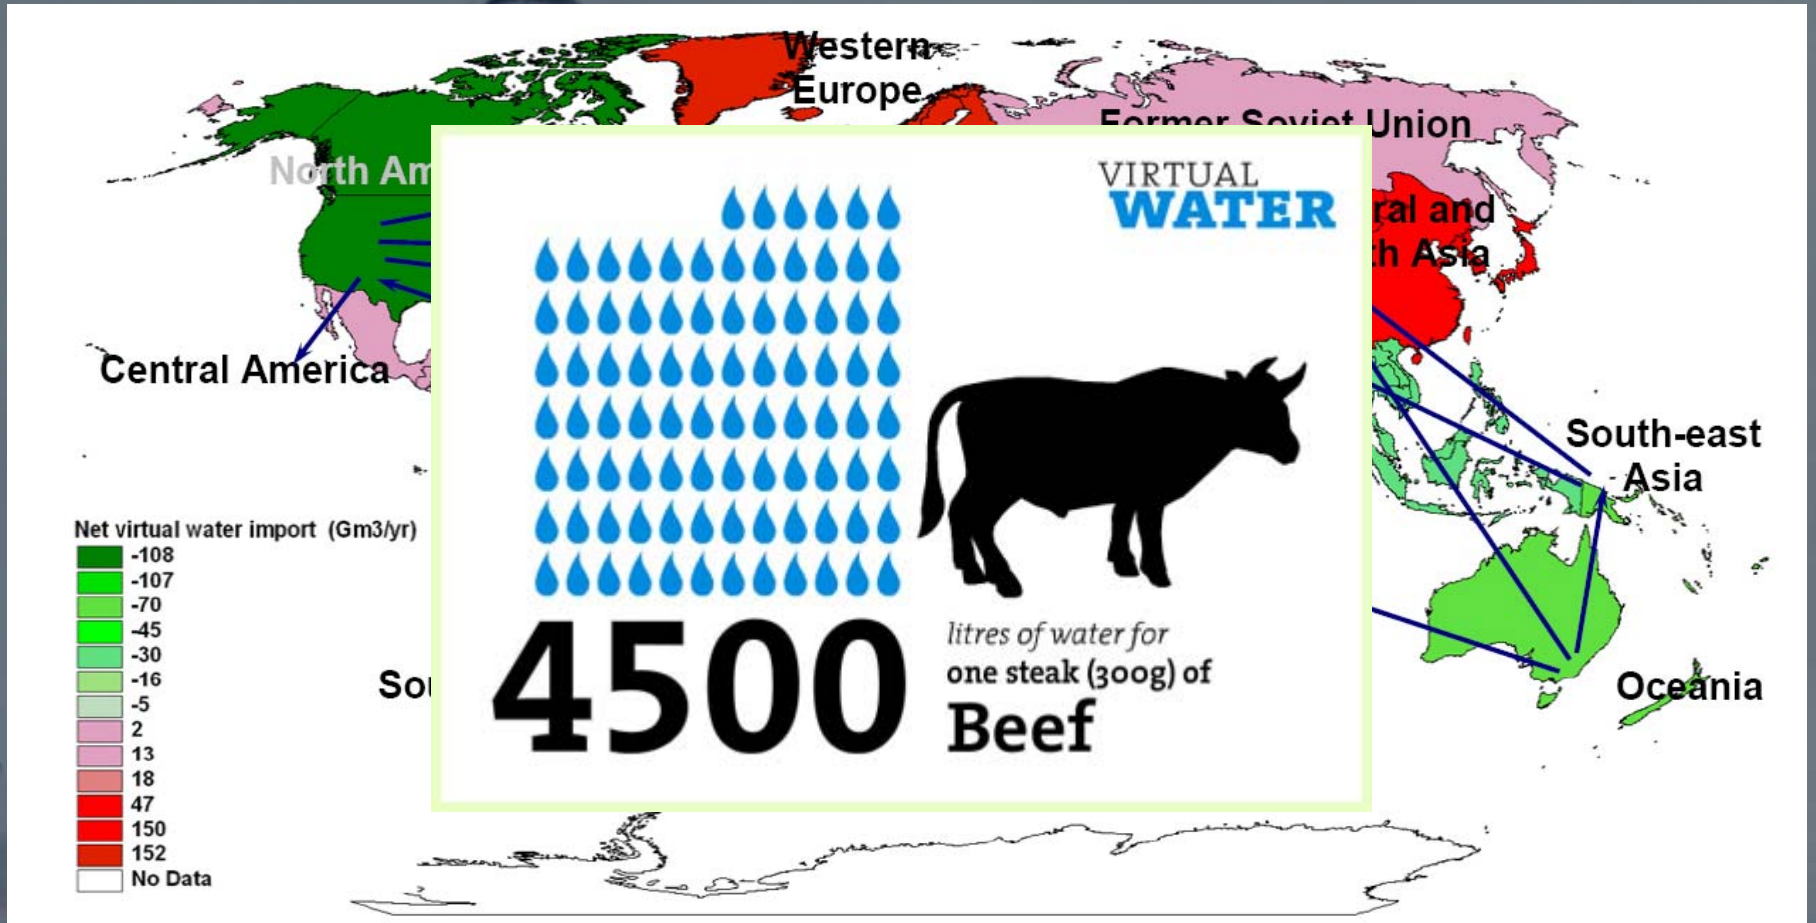 Western
Europe
Former Soviet Union
North Am
VIRTUAL
WATER
ral and
th Asia
Central America
South-east
Asia
Net virtual water import (Gm3/yr)
-108
-107
-70
-45
-30
-16
-5
2
13
18
47
150
152
No Data
4500
litres of water for
one steak (300g) of
Beef
Sou
Oceania